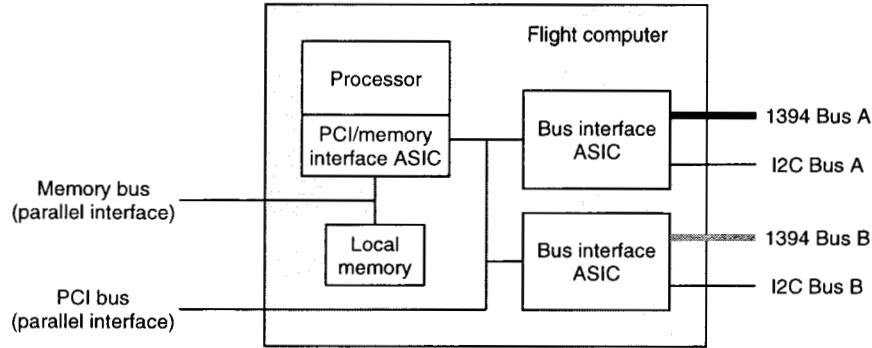 Flight computer
Processor
PCI/memory
interface ASIC
Bus interface
ASIC
1394 Bus A
I2C Bus A
Memory bus
(parallel interface)
Local
memory
Bus interface
ASIC
1394 Bus B
I2C Bus B
PCI bus
(parallel interface)